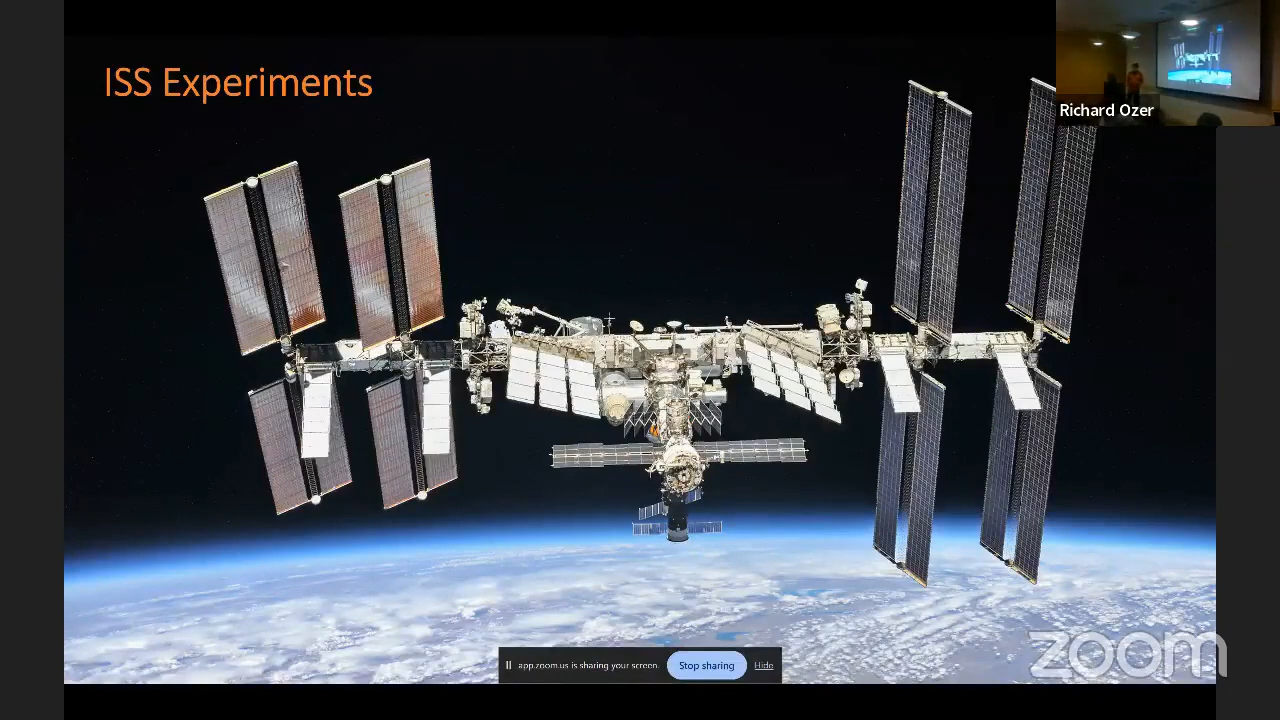 ISS Experiments
Richard Ozer
app.zoom.us is sharing your screen.
Stop sharing
Hide
zoom